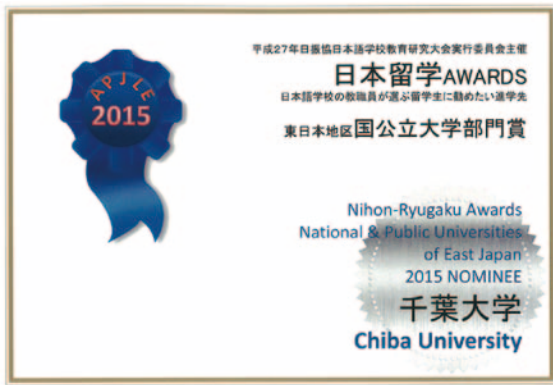 APJLE
2015
平成27年日振協日本語学校教育研究大会実行委員会主催
日本留学AWARDS
日本語学校の教職員が選ぶ留学生に勧めたい進学先
東日本地区国公立大学部門賞
Nihon-Ryugaku Awards
National & Public Universities
of East Japan
2015 NOMINEE
千葉大学
Chiba University